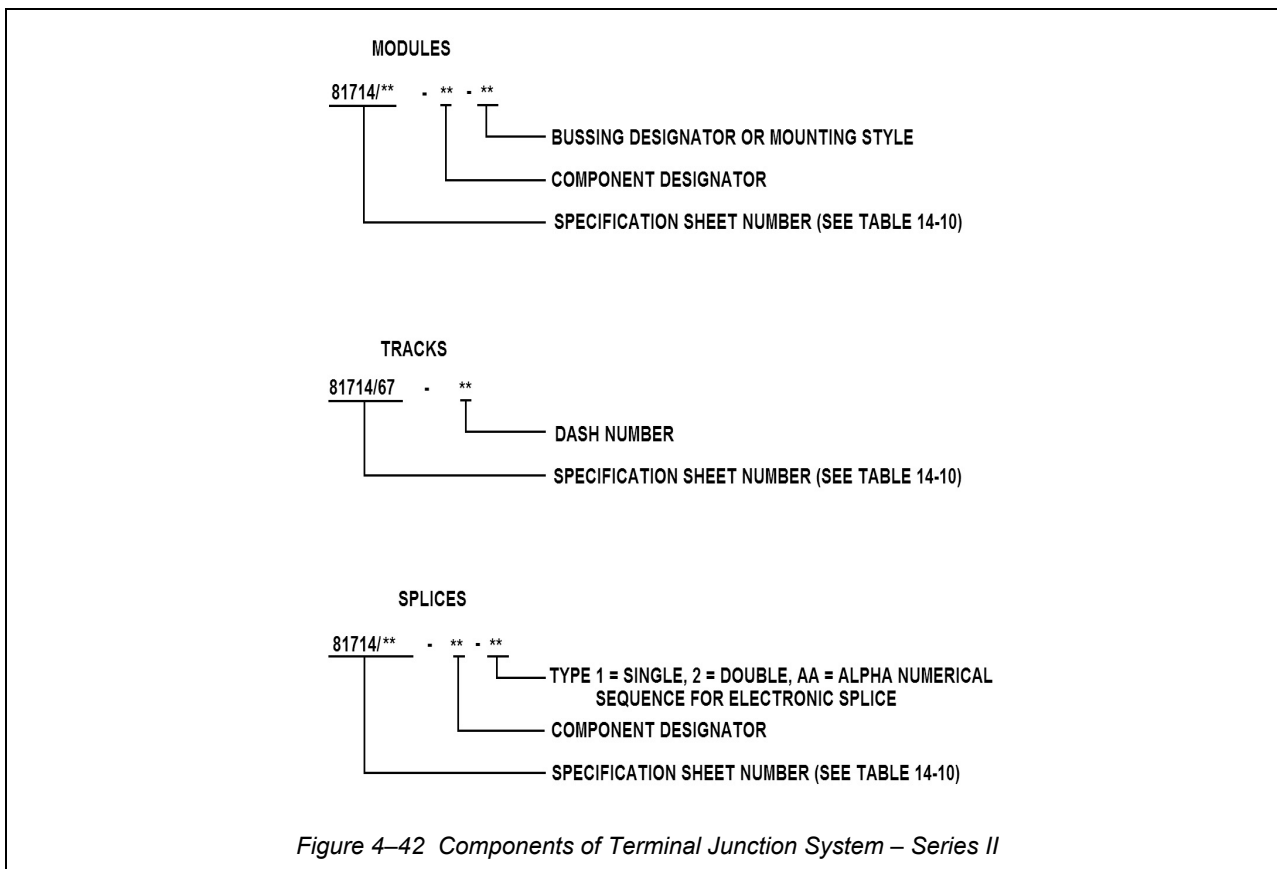 MODULES
81714/** - ** - **
BUSSING DESIGNATOR OR MOUNTING STYLE
COMPONENT DESIGNATOR
SPECIFICATION SHEET NUMBER (SEE TABLE 14-10)
TRACKS
81714/67 - **
DASH NUMBER
SPECIFICATION SHEET NUMBER (SEE TABLE 14-10)
SPLICES
81714/** - ** - **
TYPE 1 = SINGLE, 2 = DOUBLE, AA = ALPHA NUMERICAL
SEQUENCE FOR ELECTRONIC SPLICE
COMPONENT DESIGNATOR
SPECIFICATION SHEET NUMBER (SEE TABLE 14-10)
Figure 4–42 Components of Terminal Junction System – Series II